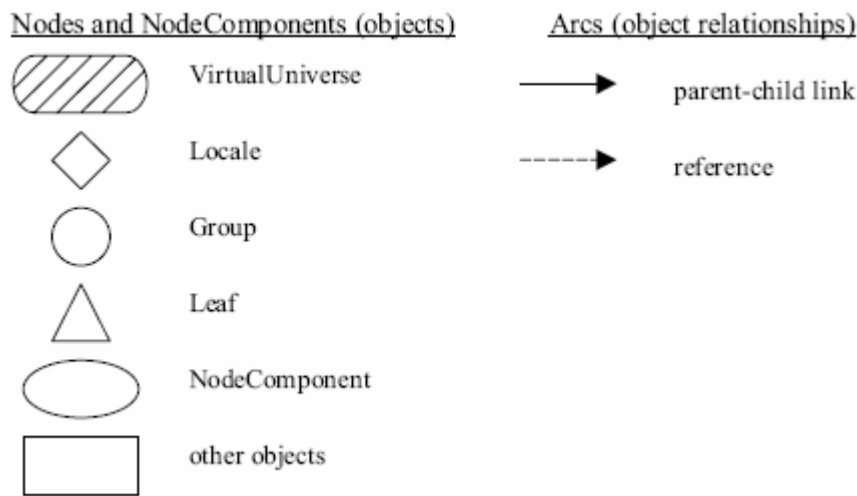 Nodes and NodeComponents (objects)
Arcs (object relationships)
VirtualUniverse
parent-child link
Locale
reference
Group
Leaf
NodeComponent
other objects